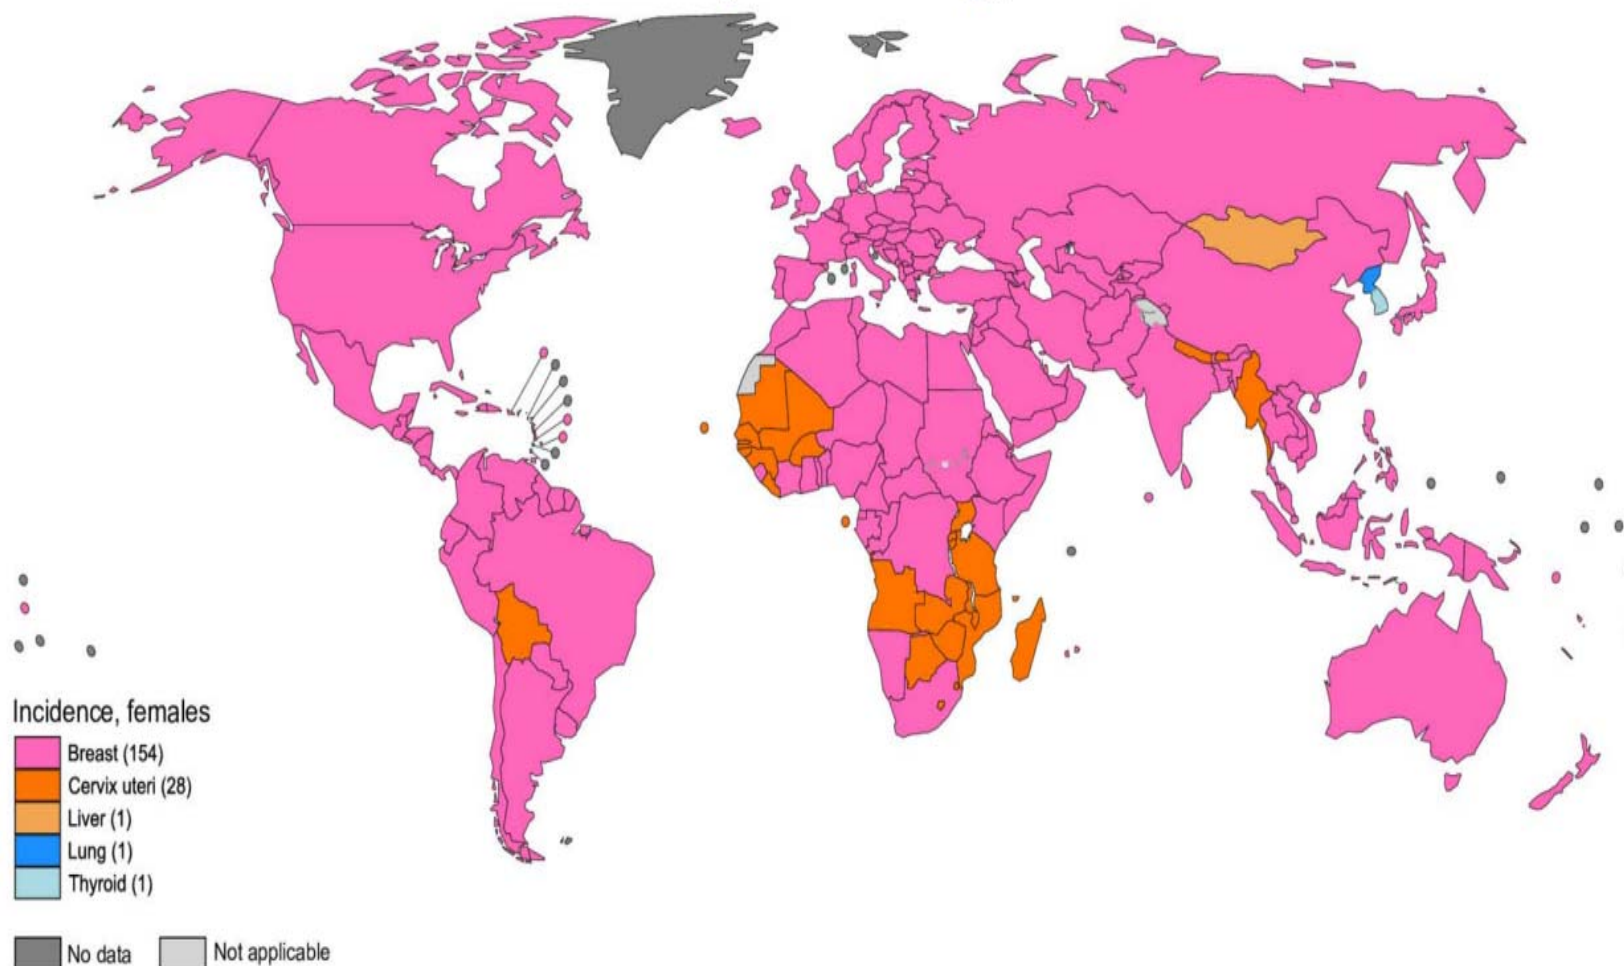 Incidence, females
Breast (154)
Cervix uteri (28)
Liver (1)
Lung (1)
Thyroid (1)
No data
Not applicable